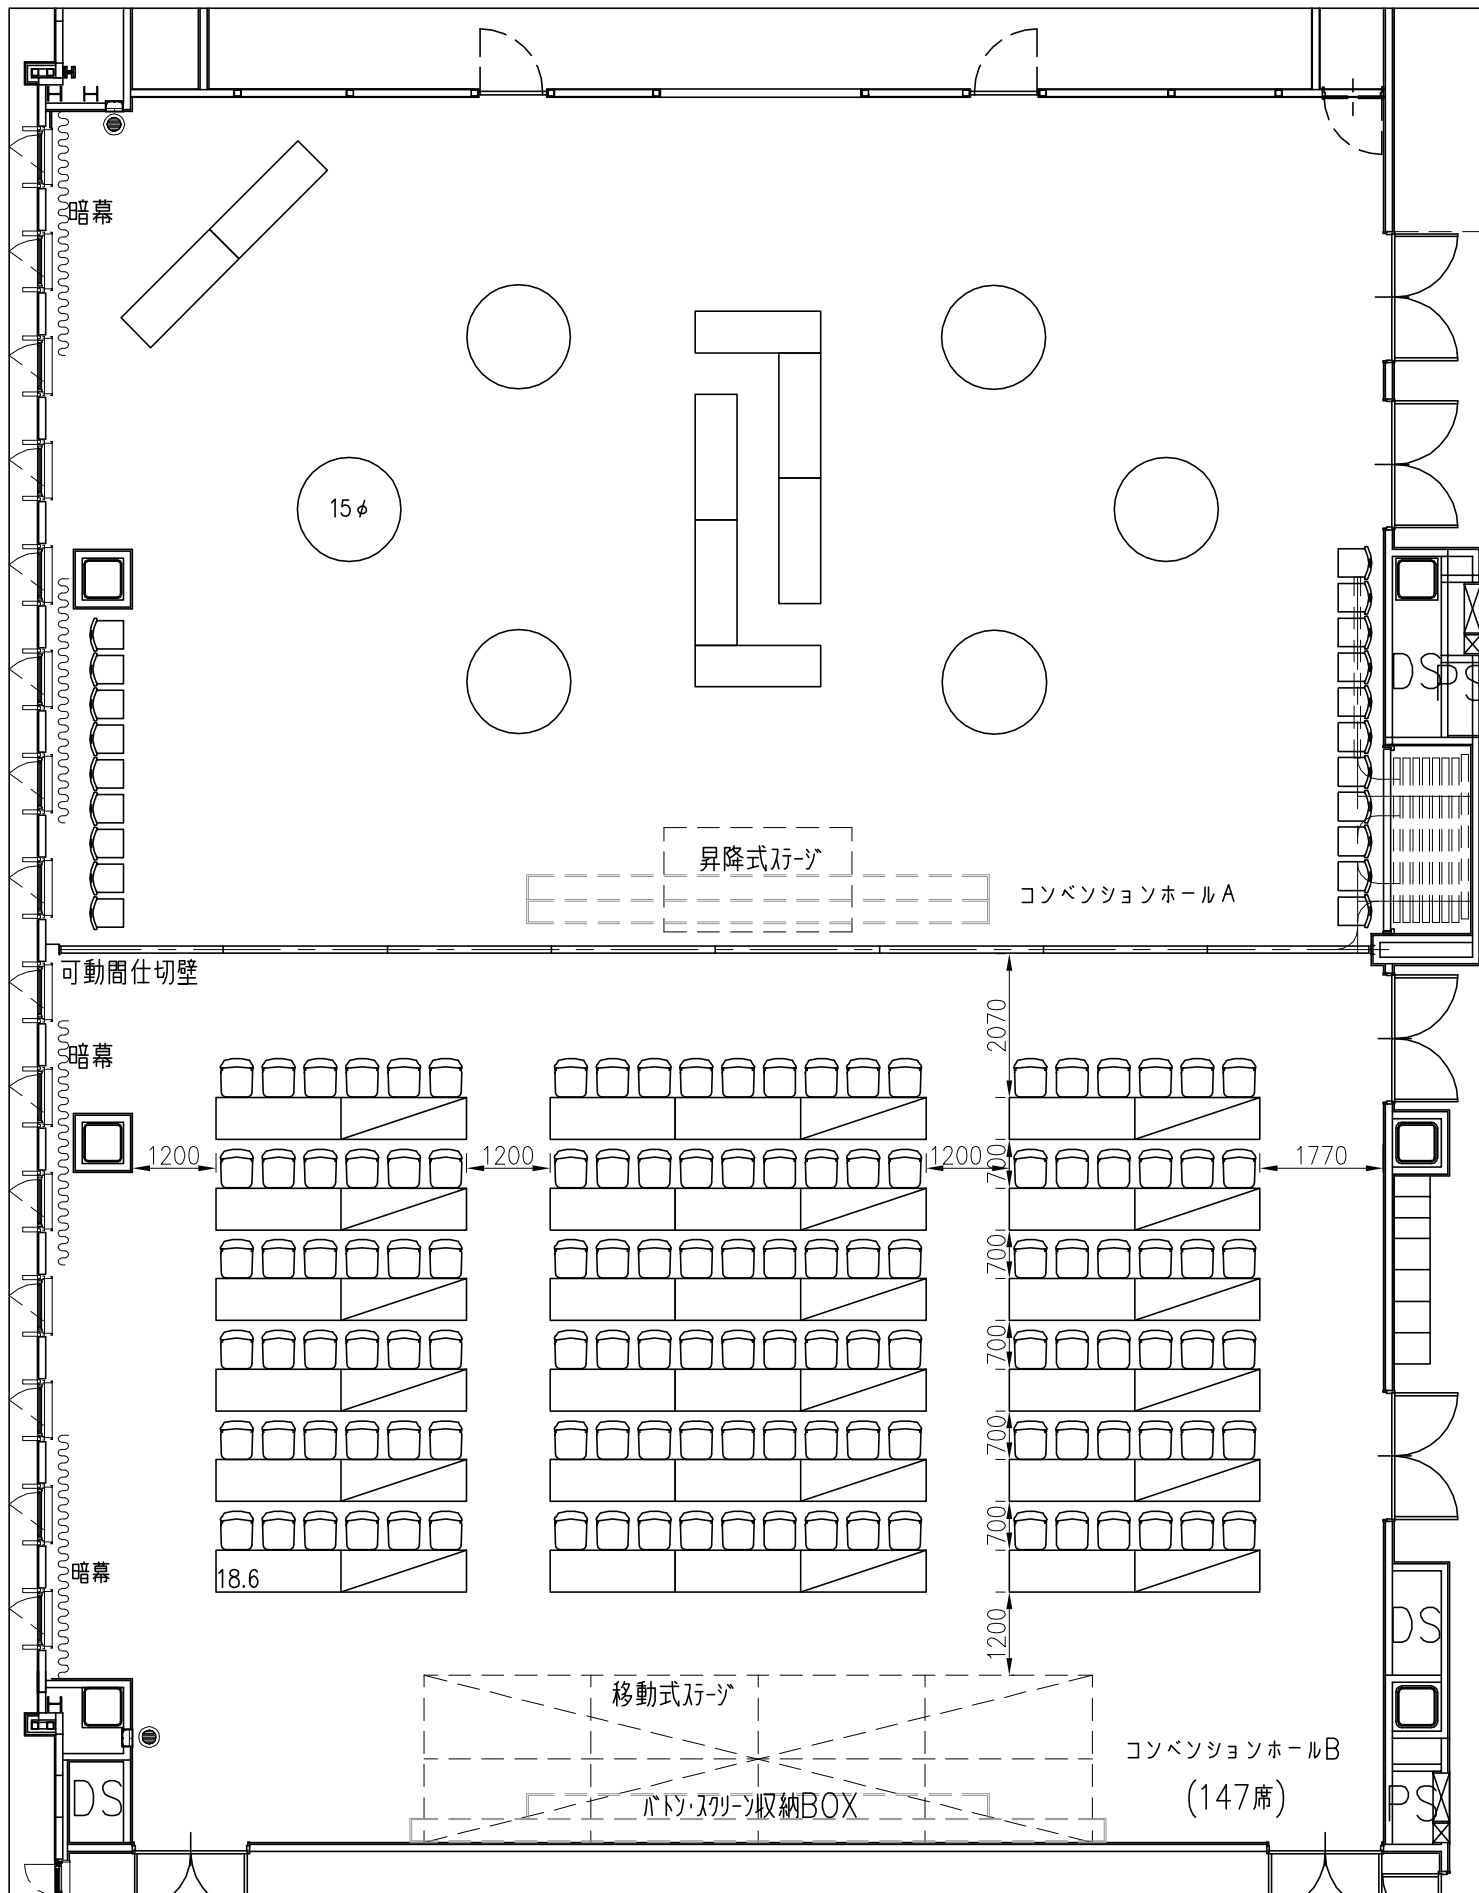 暗幕
15φ
DS
PS
昇降式ステージ
コンベンションホールA
可動間仕切壁
2070
暗幕
1200
1200
1200
700
1770
700
700
700
700
暗幕
18.6
1200
DS
移動式ステージ
コンベンションホールB
DS
バトン・スクリーン収納BOX
(147席)
PS